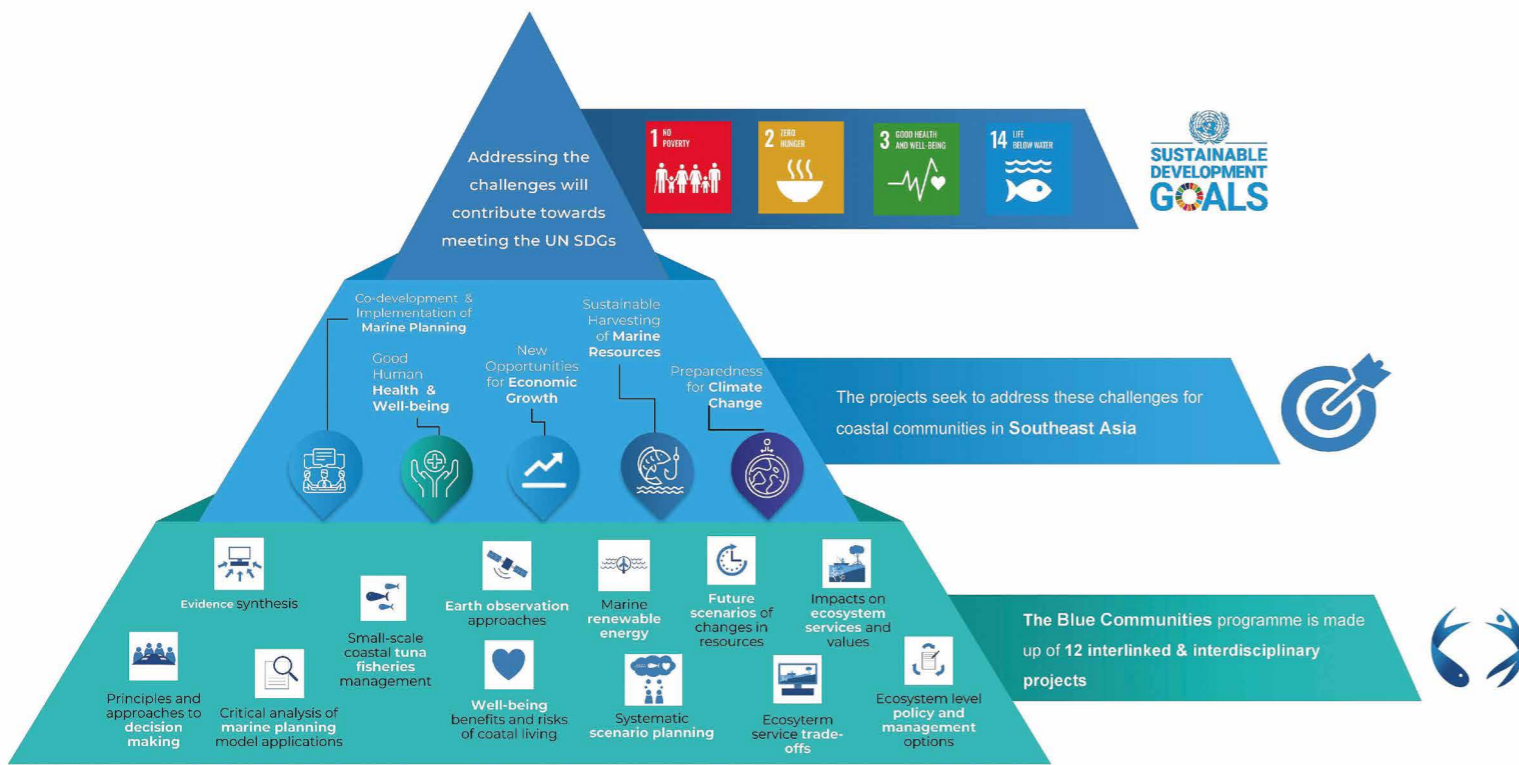 Addressing the
challenges will
contribute towards
meeting the UN SDGs
1 NO
POVERTY
2 ZERO
HUNGER
3 GOOD HEALTH
AND WELL-BEING
14 LIFE
BELOW WATER
SUSTAINABLE
DEVELOPMENT
GOALS
Co-development &
Implementation of
Marine Planning
Good
Human
Health &
Well-being
New
Opportunities
for Economic
Growth
Sustainable
Harvesting
of Marine
Resources
Preparedness
for Climate
Change
The projects seek to address these challenges for
coastal communities in Southeast Asia
Evidence synthesis
Small-scale
coastal tuna
fisheries
management
Earth observation
approaches
Marine
renewable
energy
Future
scenarios of
changes in
resources
Impacts on
ecosystem
services and
values
Principles and
approaches to
decision
making
Critical analysis of
marine planning
model applications
Well-being
benefits and risks
of coatal living
Systematic
scenario planning
Ecosyterm
service trade-
offs
Ecosystem level
policy and
management
options
The Blue Communities programme is made
up of 12 interlinked & interdisciplinary
projects